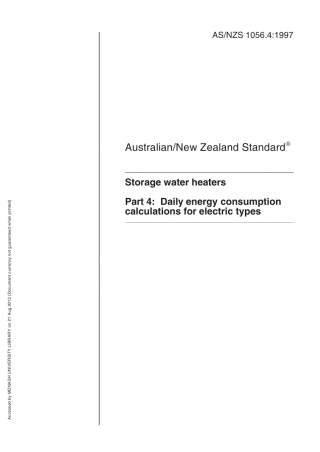 AS/NZS 1056.4:1997
Australian/New Zealand Standard®
Storage water heaters
Part 4: Daily energy consumption
calculations for electric types
Accessed by MONASH UNIVERSITY LIBRARY on 21 Aug 2013 (Document currency not guaranteed when printed)